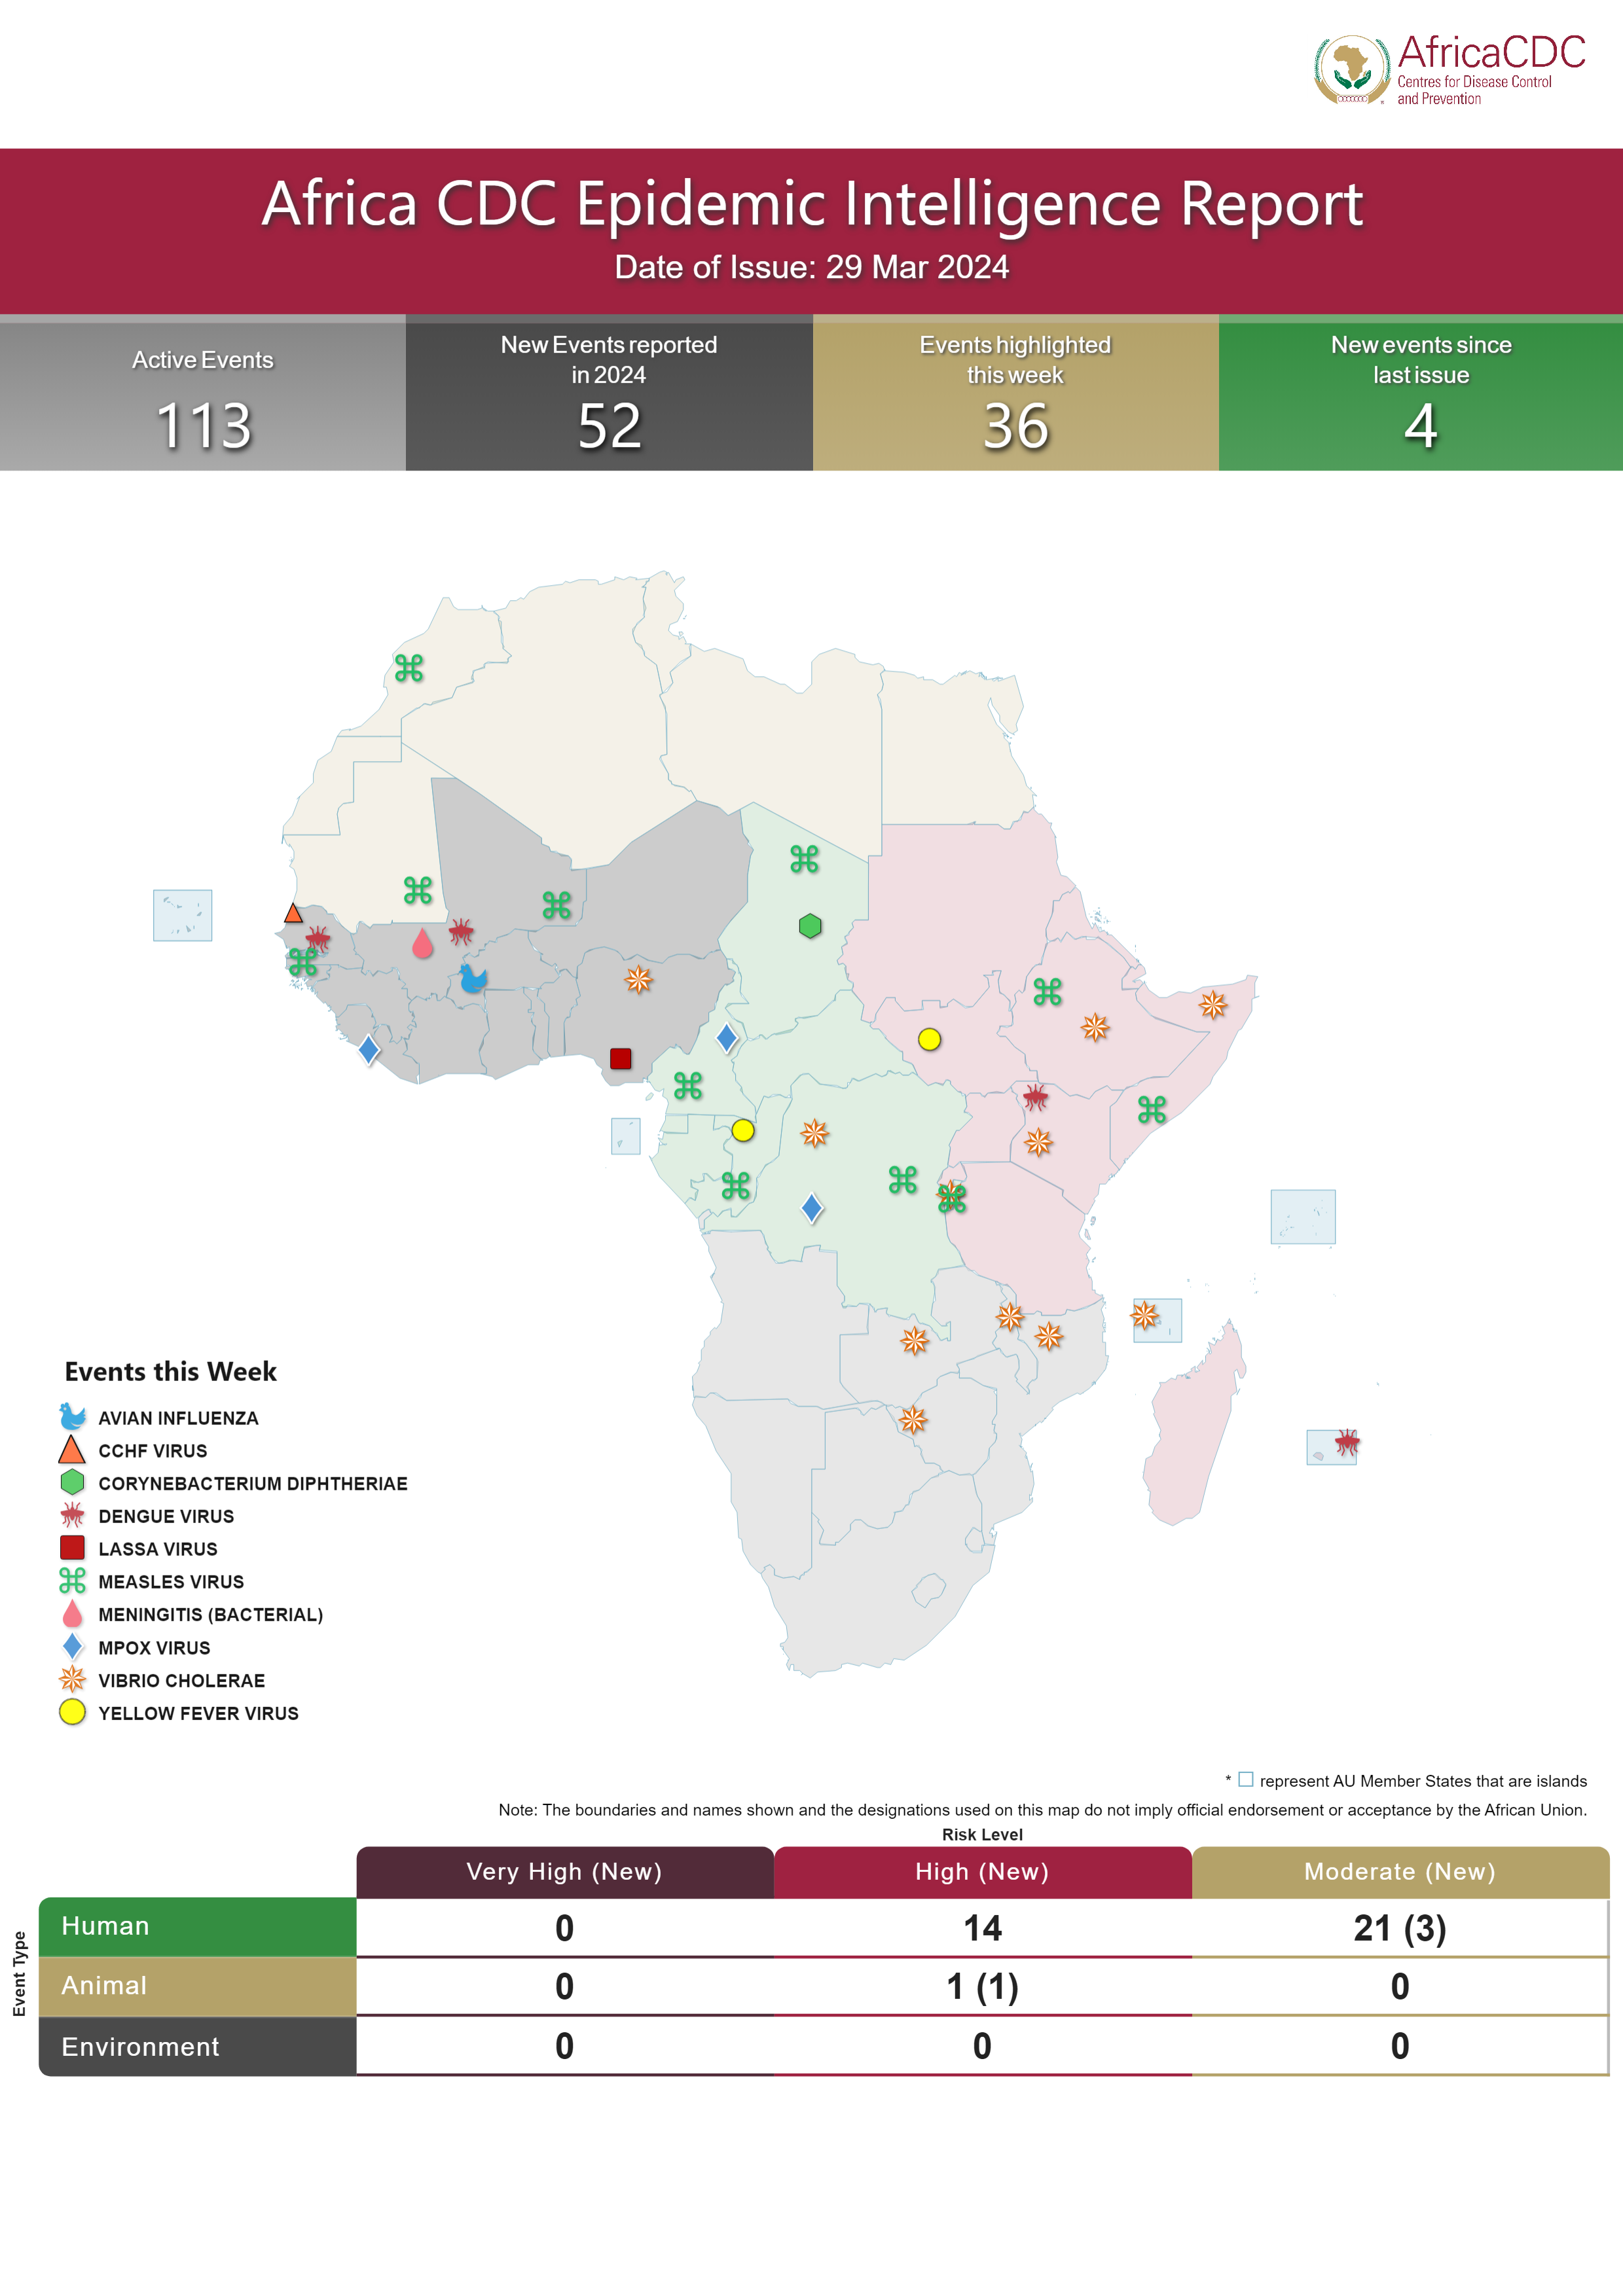 AfricaCDC
Centres for Disease Control
and Prevention
Africa CDC Epidemic Intelligence Report
Date of Issue: 29 Mar 2024
Active Events
113
New Events reported
in 2024
52
Events highlighted
this week
36
New events since
last issue
4
Events this Week
AVIAN INFLUENZA
CCHF VIRUS
CORYNEBACTERIUM DIPHTHERIAE
DENGUE VIRUS
LASSA VIRUS
MEASLES VIRUS
MENINGITIS (BACTERIAL)
MPOX VIRUS
VIBRIO CHOLERAE
YELLOW FEVER VIRUS
* represent AU Member States that are islands
Note: The boundaries and names shown and the designations used on this map do not imply official endorsement or acceptance by the African Union.
Risk Level
Very High (New) High (New) Moderate (New)
Event Type
Human 0 14 21 (3)
Animal 0 1 (1) 0
Environment 0 0 0